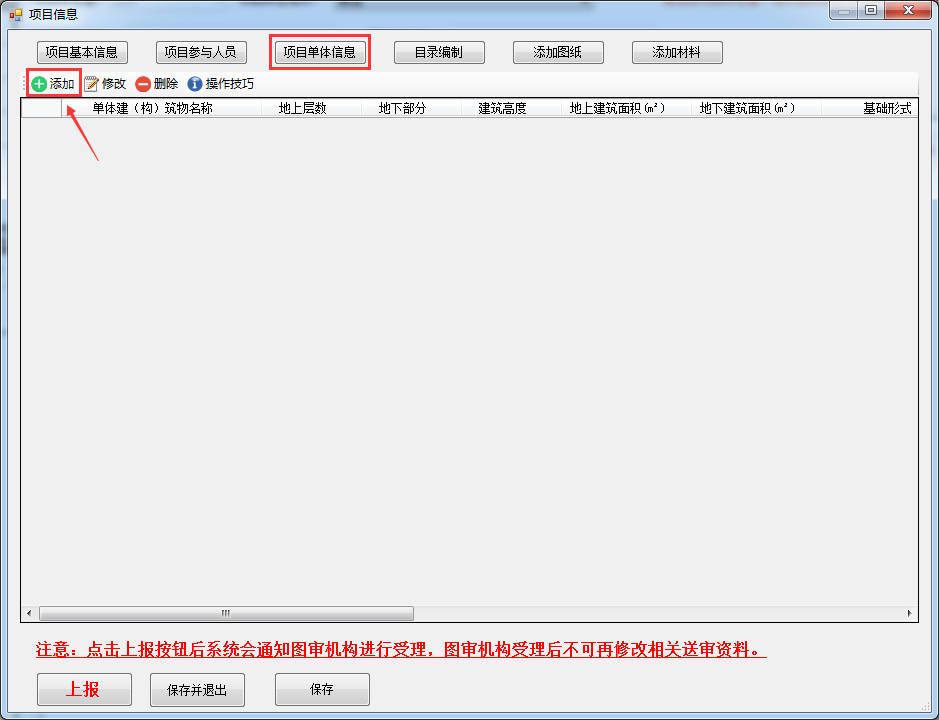 项目信息
项目基本信息 项目参与人员 项目单体信息 目录编制 添加图纸 添加材料
添加 修改 删除 操作技巧
单体建（构）筑物名称 地上层数 地下部分 建筑高度 地上建筑面积(㎡) 地下建筑面积(㎡) 基础形式
注意：点击上报按钮后系统会通知图审机构进行受理，图审机构受理后不可再修改相关送审资料。
上报 保存并退出 保存